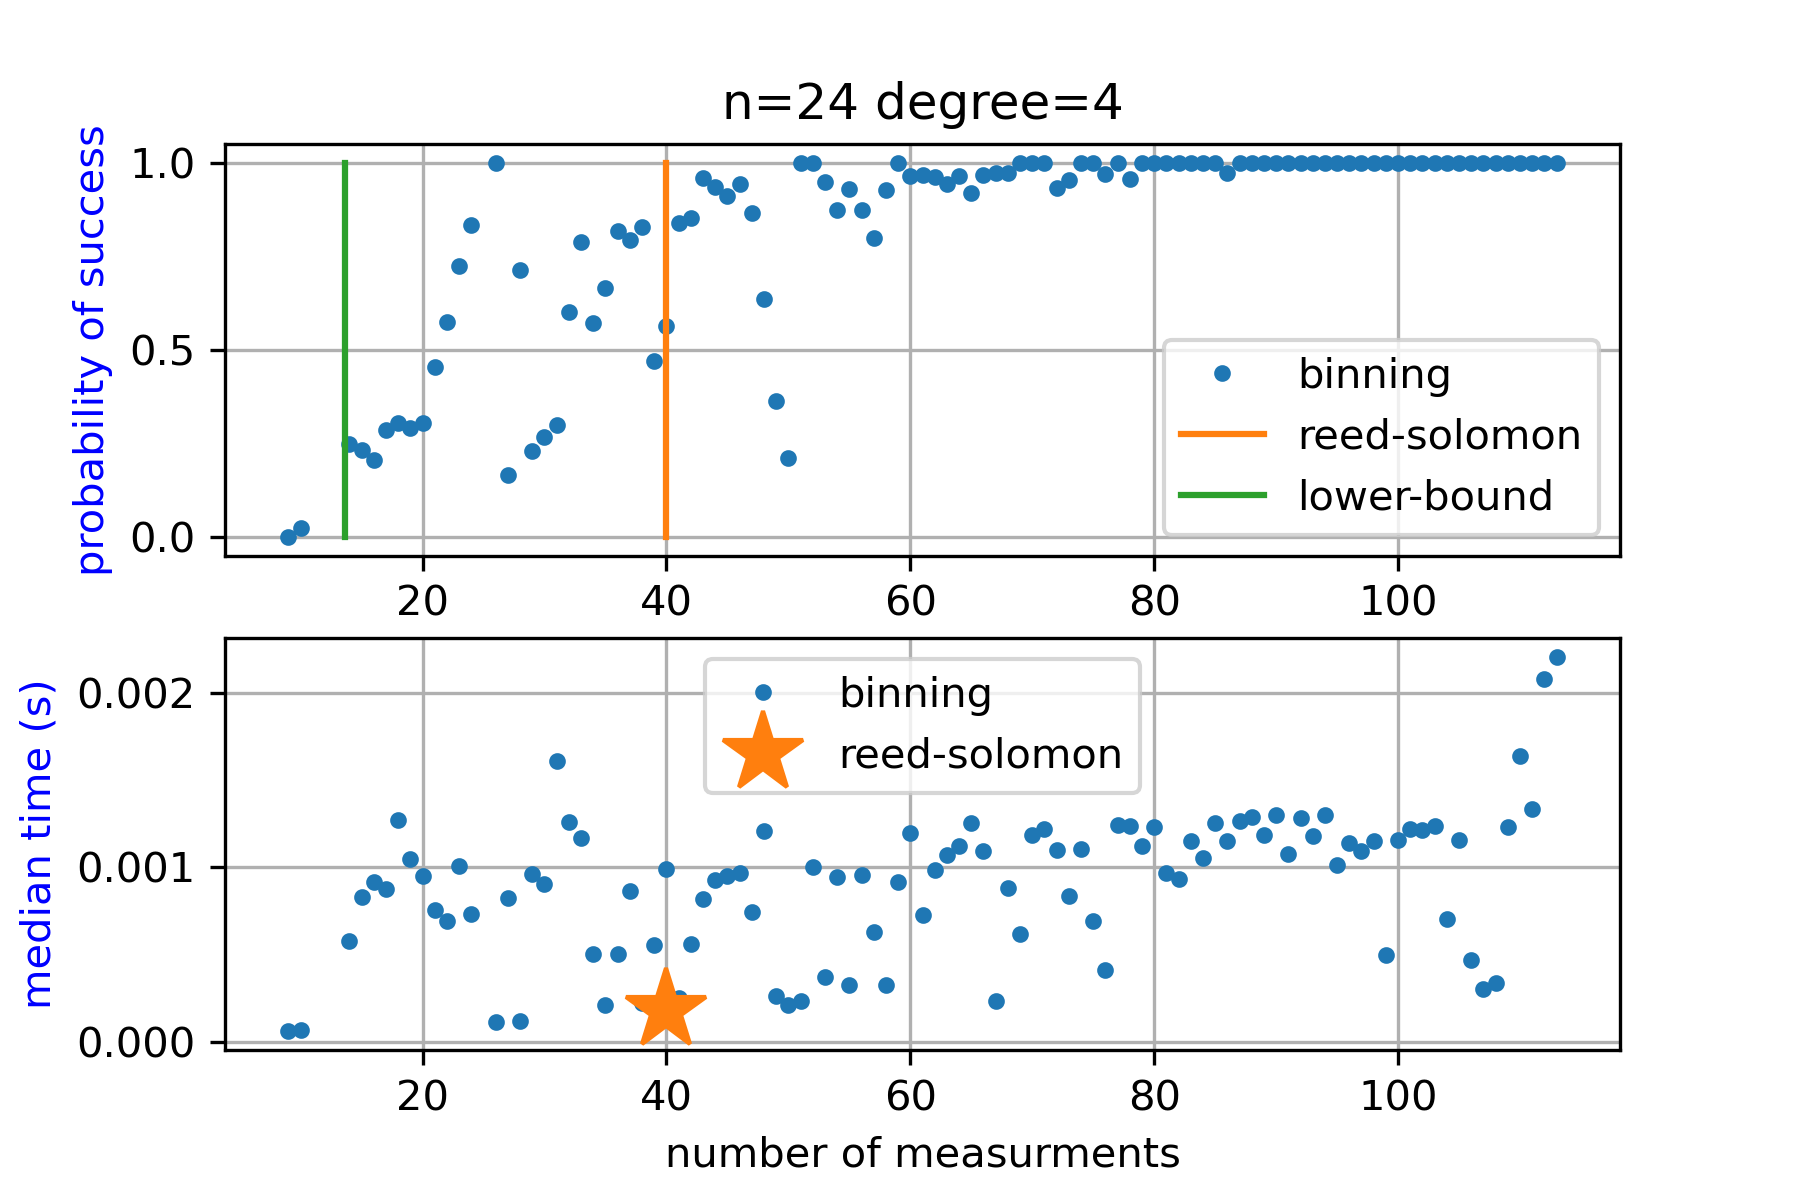 n=24 degree=4
probability of success
1.0
0.5
0.0
binning
reed-solomon
lower-bound
20 40 60 80 100
median time (s)
0.002
0.001
0.000
binning
reed-solomon
20 40 60 80 100
number of measurments